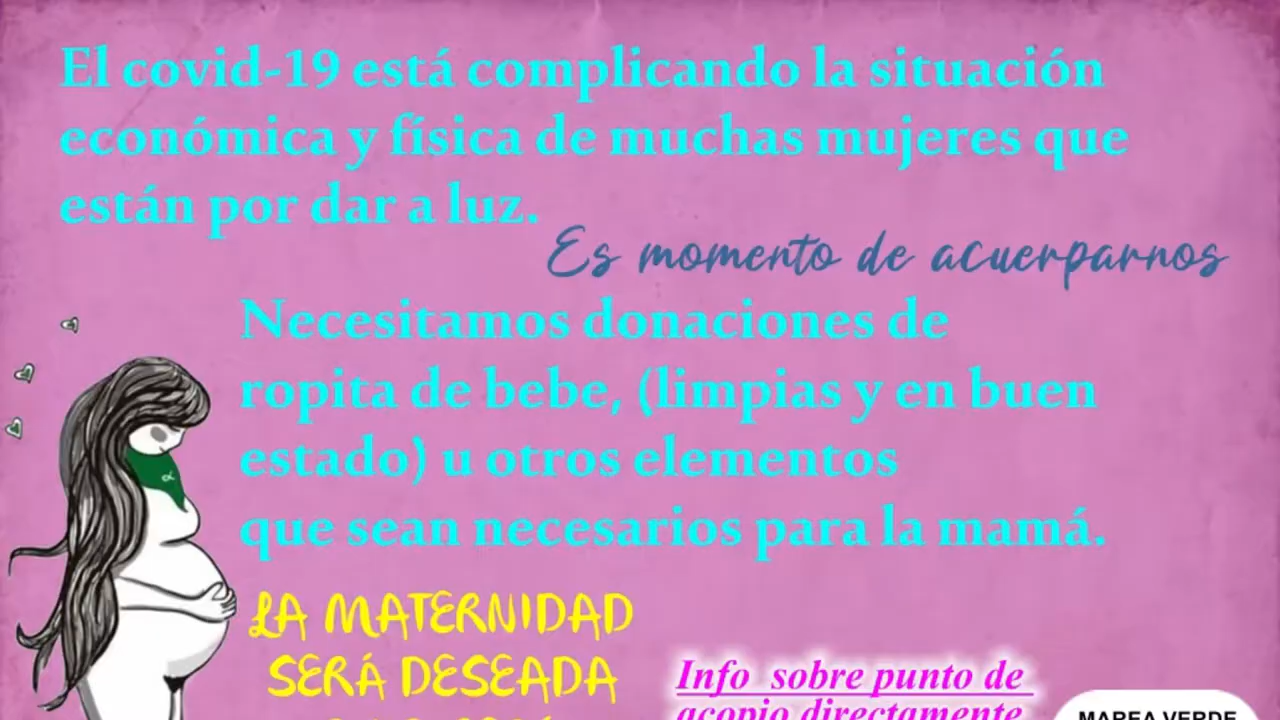 El covid-19 está complicando la situación
económica y física de muchas mujeres que
están por dar a luz.
Es momento de acuerparnos
Necesitamos donaciones de
ropita de bebe, (limpias y en buen
estado) u otros elementos
que sean necesarios para la mamá.
LA MATERNIDAD
SERÁ DESEADA
Info sobre punto de
acopio directamente
MAREA VERDE